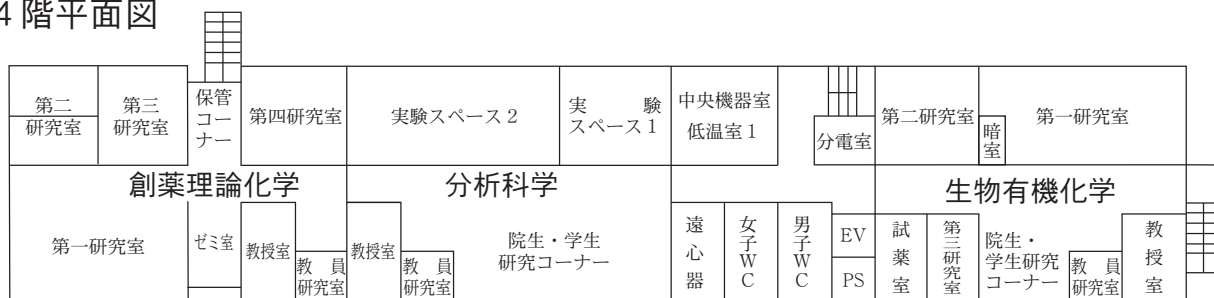 4階平面図
第二
研究室
第三
研究室
保管
コー
ナー
第四研究室
実験スペース2
実験
スペース1
中央機器室
低温室1
分電室
第二研究室
暗
室
第一研究室
創薬理論化学
分析科学
生物有機化学
第一研究室
ゼミ室
教授室
教員
研究室
教授室
教員
研究室
院生・学生
研究コーナー
遠
心
器
女
子
W
C
男
子
W
C
EV
PS
試
薬
室
第
三
研
究
室
院生・
学生研究
コーナー
教員
研究室
教
授
室